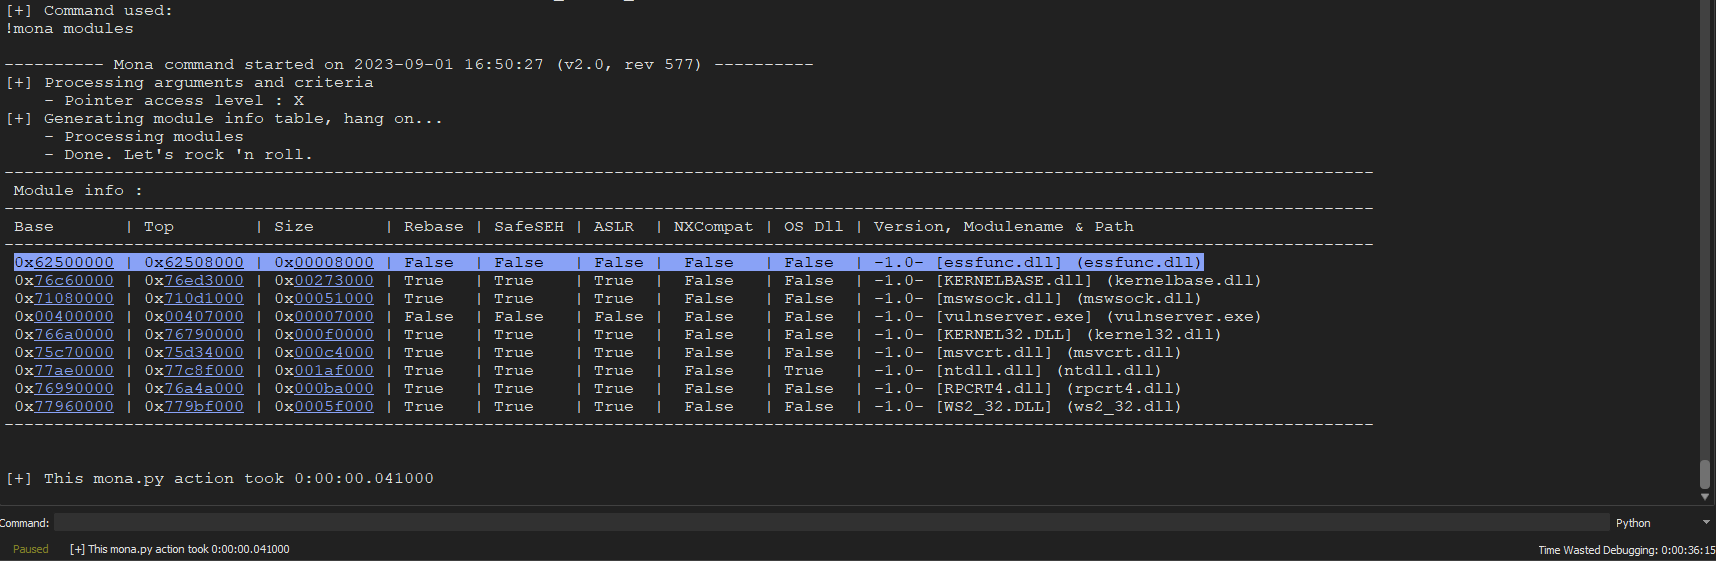 [+] Command used:
!mona modules
---------- Mona command started on 2023-09-01 16:50:27 (v2.0, rev 577) ----------
[+] Processing arguments and criteria
    - Pointer access level : X
[+] Generating module info table, hang on...
    - Processing modules
    - Done. Let's rock 'n roll.
-----------------------------------------------------------------------------------------------------------------------------------------
 Module info :
-----------------------------------------------------------------------------------------------------------------------------------------
 Base       | Top        | Size       | Rebase | SafeSEH | ASLR  | NXCompat | OS Dll | Version, Modulename & Path
-----------------------------------------------------------------------------------------------------------------------------------------
 0x62500000 | 0x62508000 | 0x00008000 | False  | False   | False |  False   | False  | -1.0- [essfunc.dll] (essfunc.dll)
 0x76c60000 | 0x76ed3000 | 0x00273000 | True   | True    | True  |  False   | False  | -1.0- [KERNELBASE.dll] (kernelbase.dll)
 0x71080000 | 0x710d1000 | 0x00051000 | True   | True    | True  |  False   | False  | -1.0- [mswsock.dll] (mswsock.dll)
 0x00400000 | 0x00407000 | 0x00007000 | False  | False   | False |  False   | False  | -1.0- [vulnserver.exe] (vulnserver.exe)
 0x766a0000 | 0x76790000 | 0x000f0000 | True   | True    | True  |  False   | False  | -1.0- [KERNEL32.DLL] (kernel32.dll)
 0x75c70000 | 0x75d34000 | 0x000c4000 | True   | True    | True  |  False   | False  | -1.0- [msvcrt.dll] (msvcrt.dll)
 0x77ae0000 | 0x77c8f000 | 0x001af000 | True   | True    | True  |  False   | True   | -1.0- [ntdll.dll] (ntdll.dll)
 0x76990000 | 0x76a4a000 | 0x000ba000 | True   | True    | True  |  False   | False  | -1.0- [RPCRT4.dll] (rpcrt4.dll)
 0x77960000 | 0x779bf000 | 0x0005f000 | True   | True    | True  |  False   | False  | -1.0- [WS2_32.DLL] (ws2_32.dll)
-----------------------------------------------------------------------------------------------------------------------------------------
[+] This mona.py action took 0:00:00.041000
Command: Python
Paused [+] This mona.py action took 0:00:00.041000 Time Wasted Debugging: 0:00:36:15